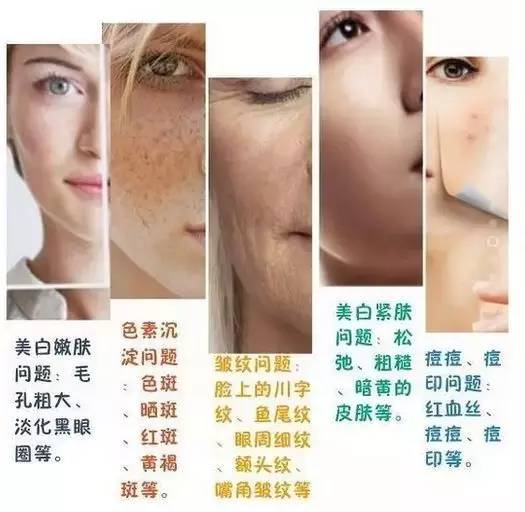 美白嫩肤
问题：毛
孔粗大、
淡化黑眼
圈等。
色素沉
淀问题
：色斑
、晒斑
、红斑
、黄褐
斑等。
皱纹问题：
脸上的川字
纹、鱼尾纹
、眼周细纹
、额头纹、
嘴角皱纹等
美白紧肤
问题：松
弛、粗糙
、暗黄的
皮肤等。
痘痘、痘
印问题：
红血丝、
痘痘、痘
印等。